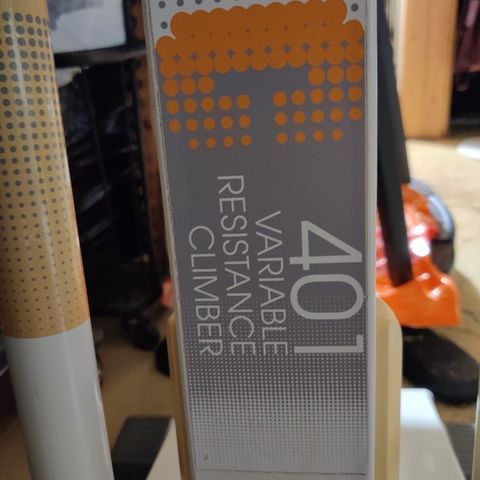 401
VARIABLE
RESISTANCE
CLIMBER